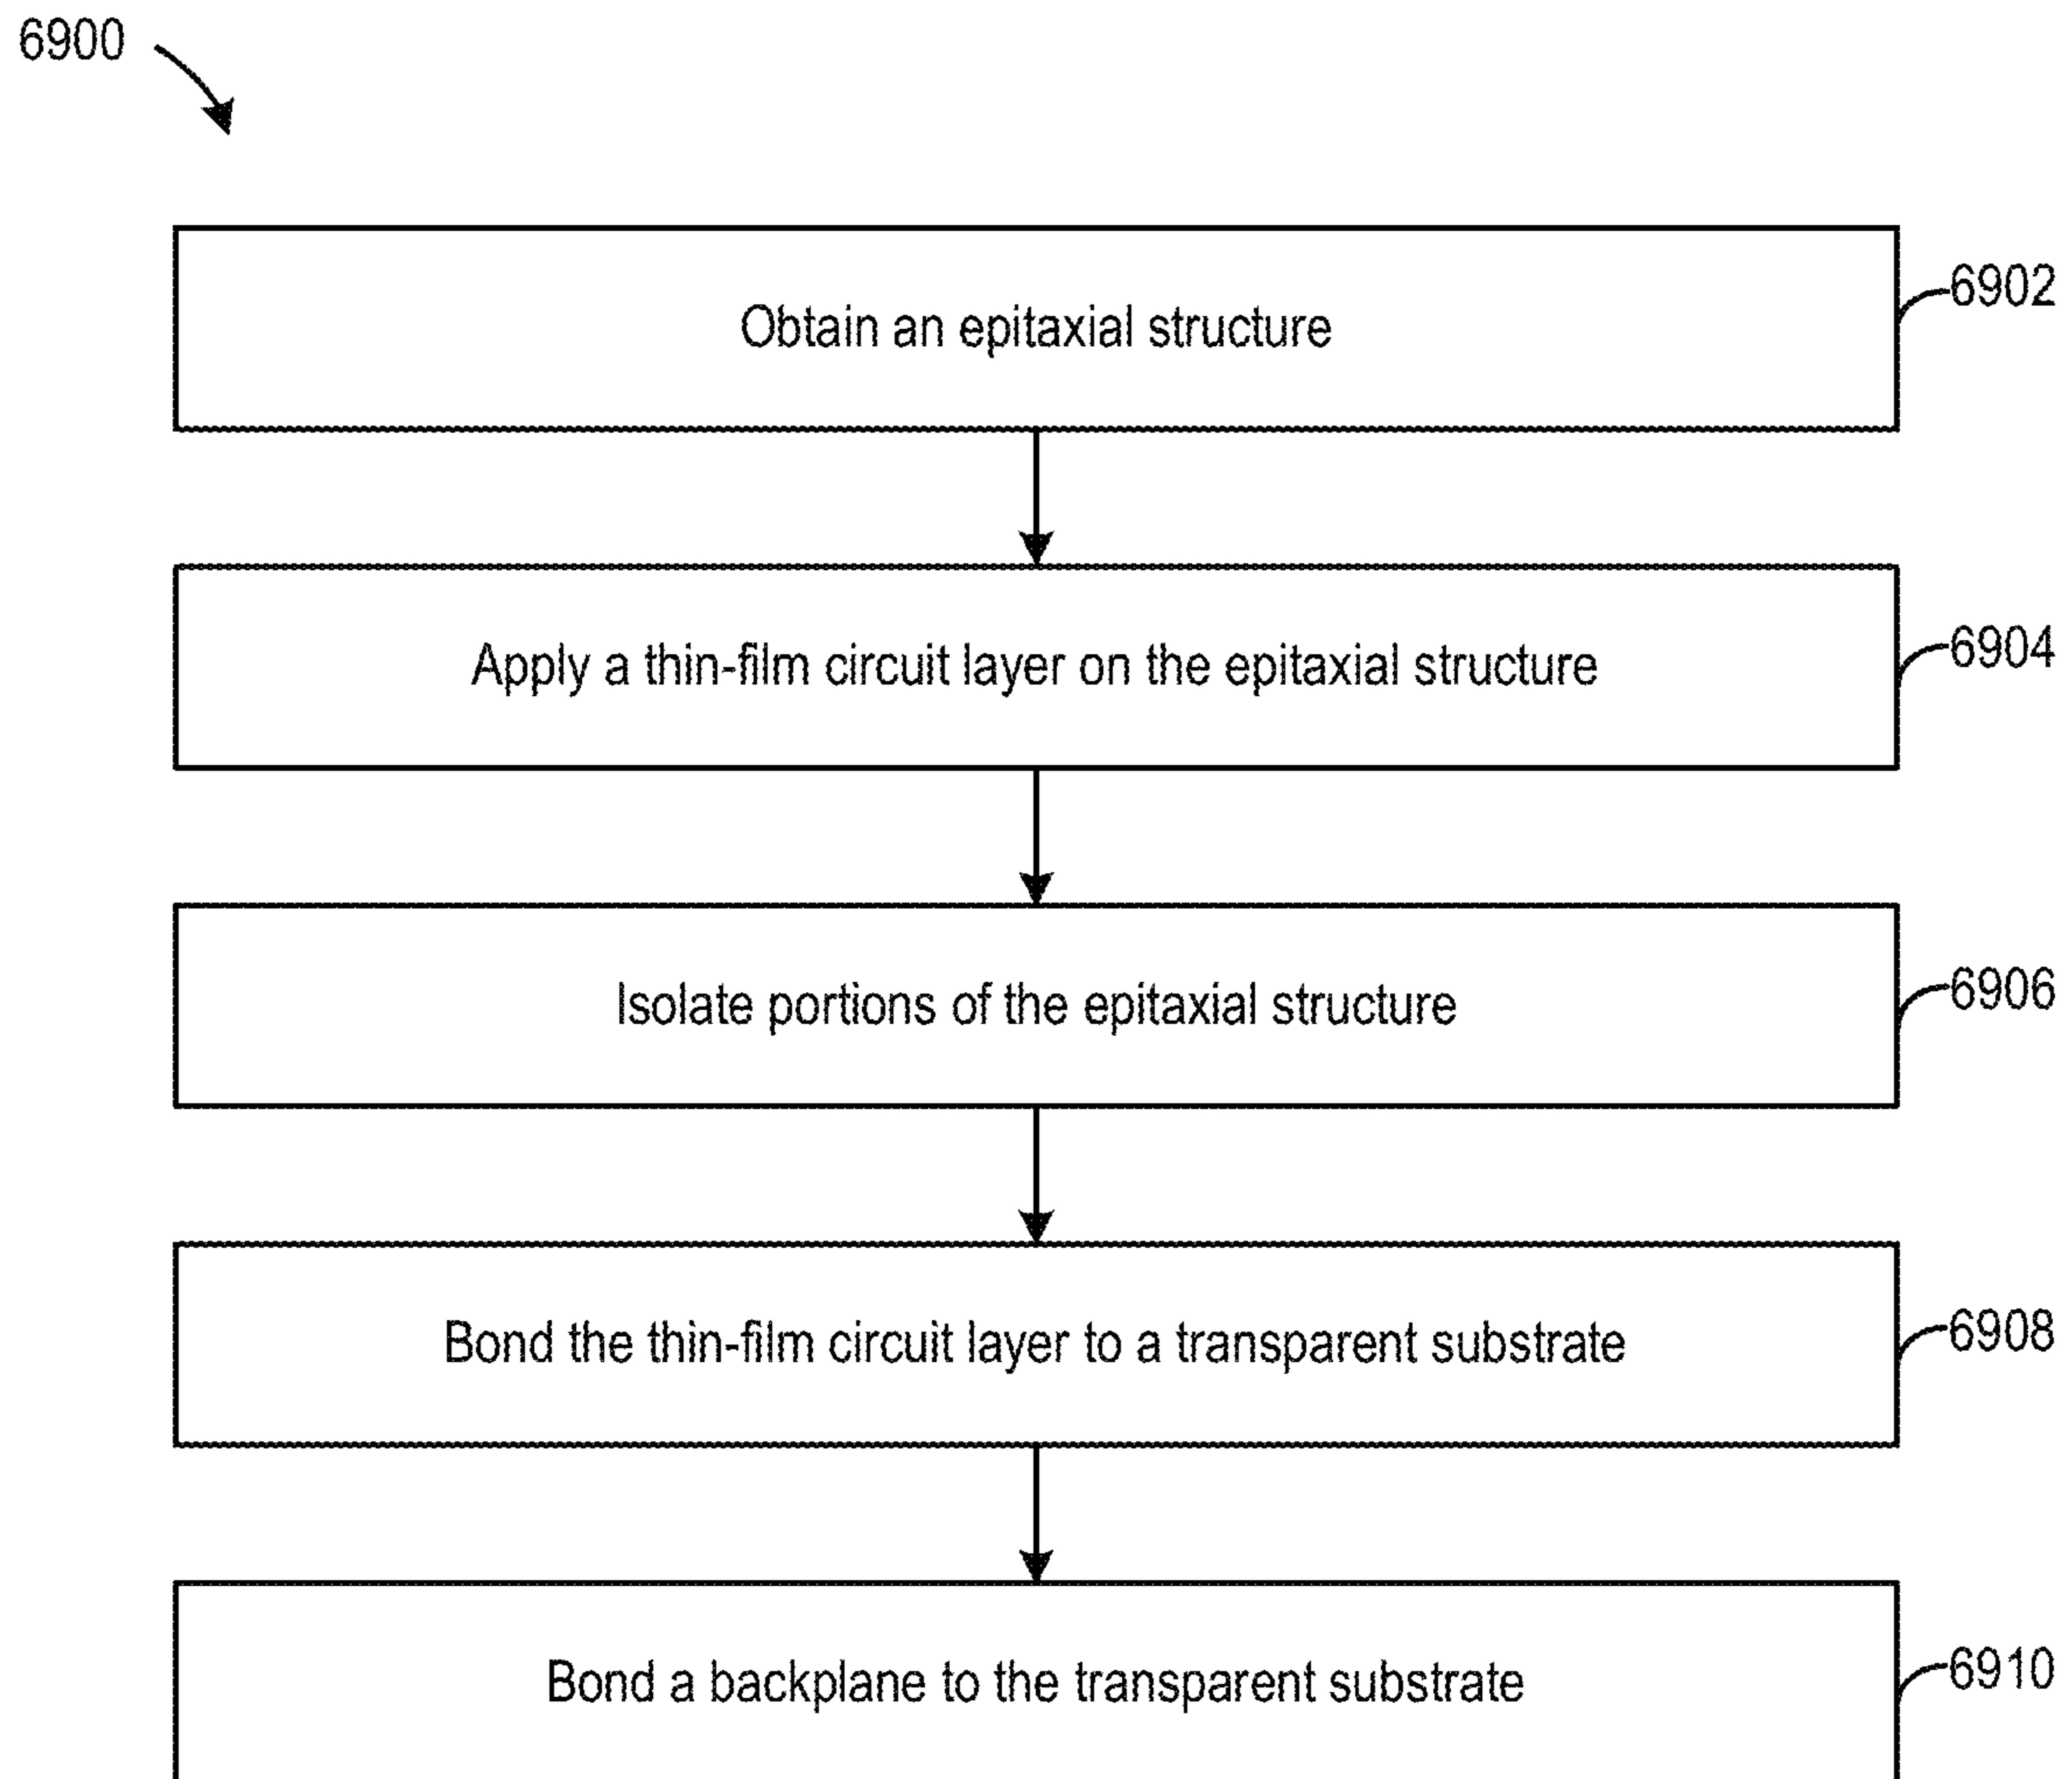 6900
Obtain an epitaxial structure
6902
Apply a thin-film circuit layer on the epitaxial structure
6904
Isolate portions of the epitaxial structure
6906
Bond the thin-film circuit layer to a transparent substrate
6908
Bond a backplane to the transparent substrate
6910